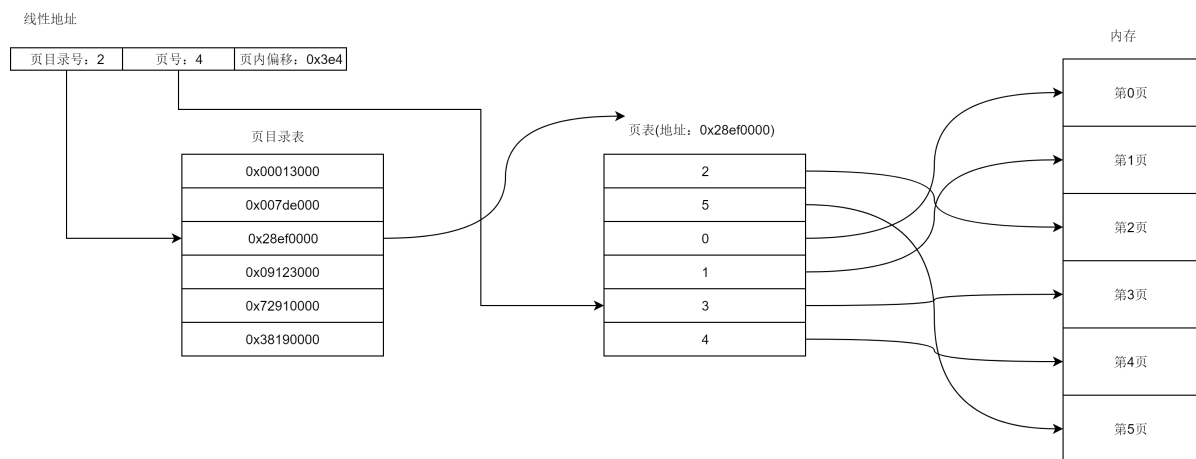 线性地址
页目录号：2
页号：4
页内偏移：0x3e4
页目录表
0x00013000
0x007de000
0x28ef0000
0x09123000
0x72910000
0x38190000
页表(地址：0x28ef0000)
2
5
0
1
3
4
内存
第0页
第1页
第2页
第3页
第4页
第5页